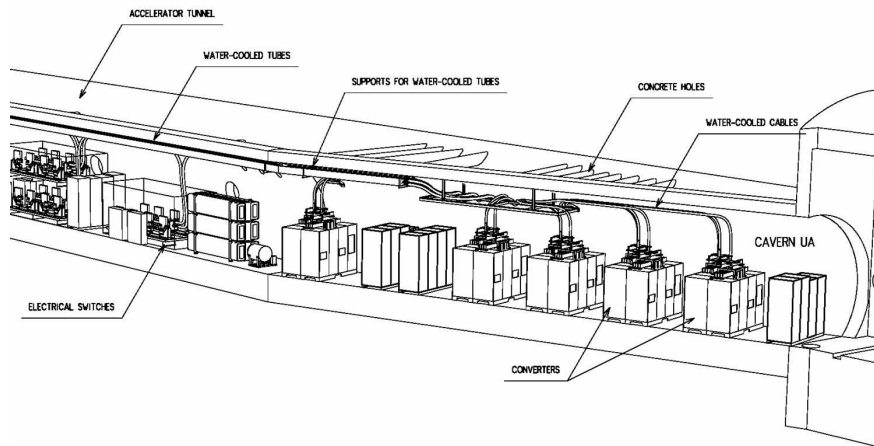 ACCELERATOR TUNNEL
WATER-COOLED TUBES
SUPPORTS FOR WATER-COOLED TUBES
CONCRETE HOLES
WATER-COOLED CABLES
CAVERN UA
ELECTRICAL SWITCHES
CONVERTERS